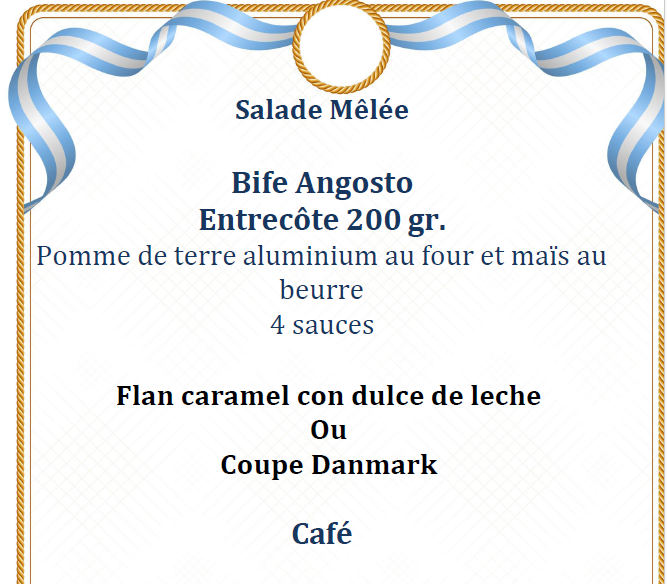 Salade Mêlée
Bife Angosto
Entrecôte 200 gr.
Pomme de terre aluminium au four et maïs au
beurre
4 sauces
Flan caramel con dulce de leche
Ou
Coupe Danmark
Café